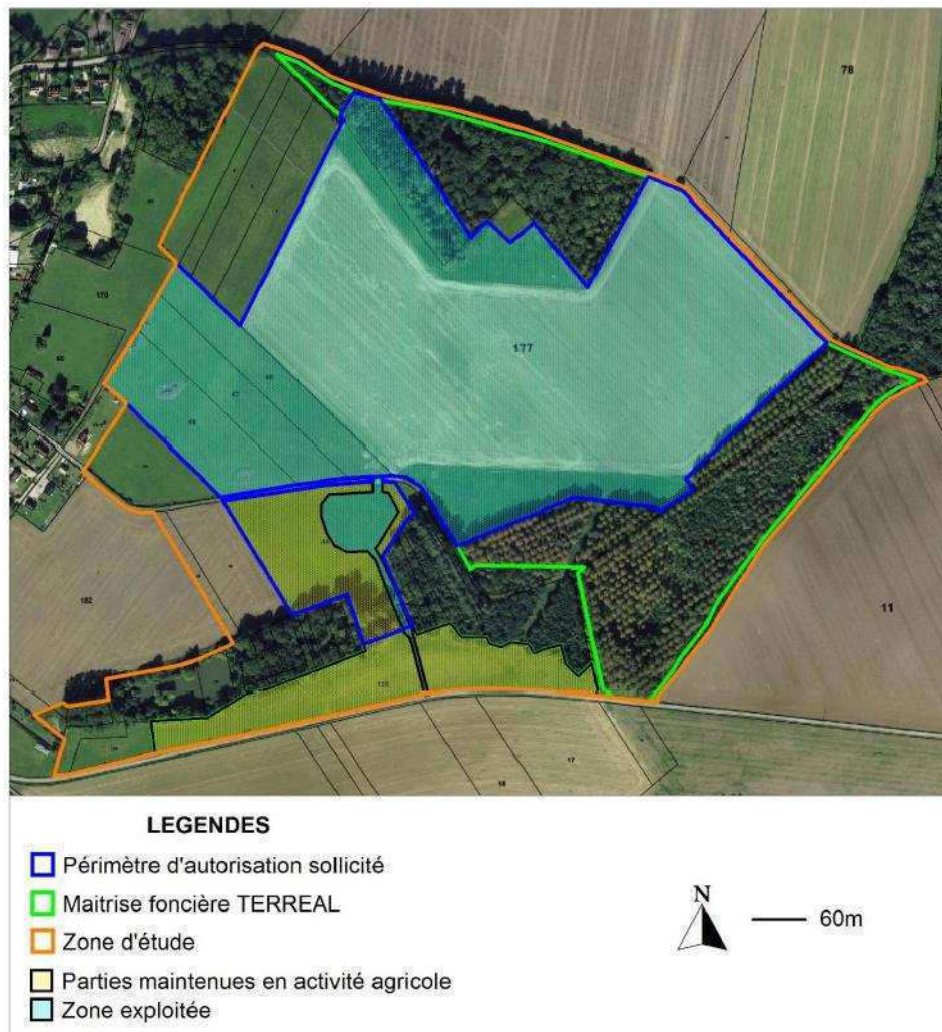 78
170
177
182
11
17
16
LEGENDES
Périmètre d'autorisation sollicité
Maitrise foncière TERREAL
Zone d'étude
Parties maintenues en activité agricole
Zone exploitée
N
60m